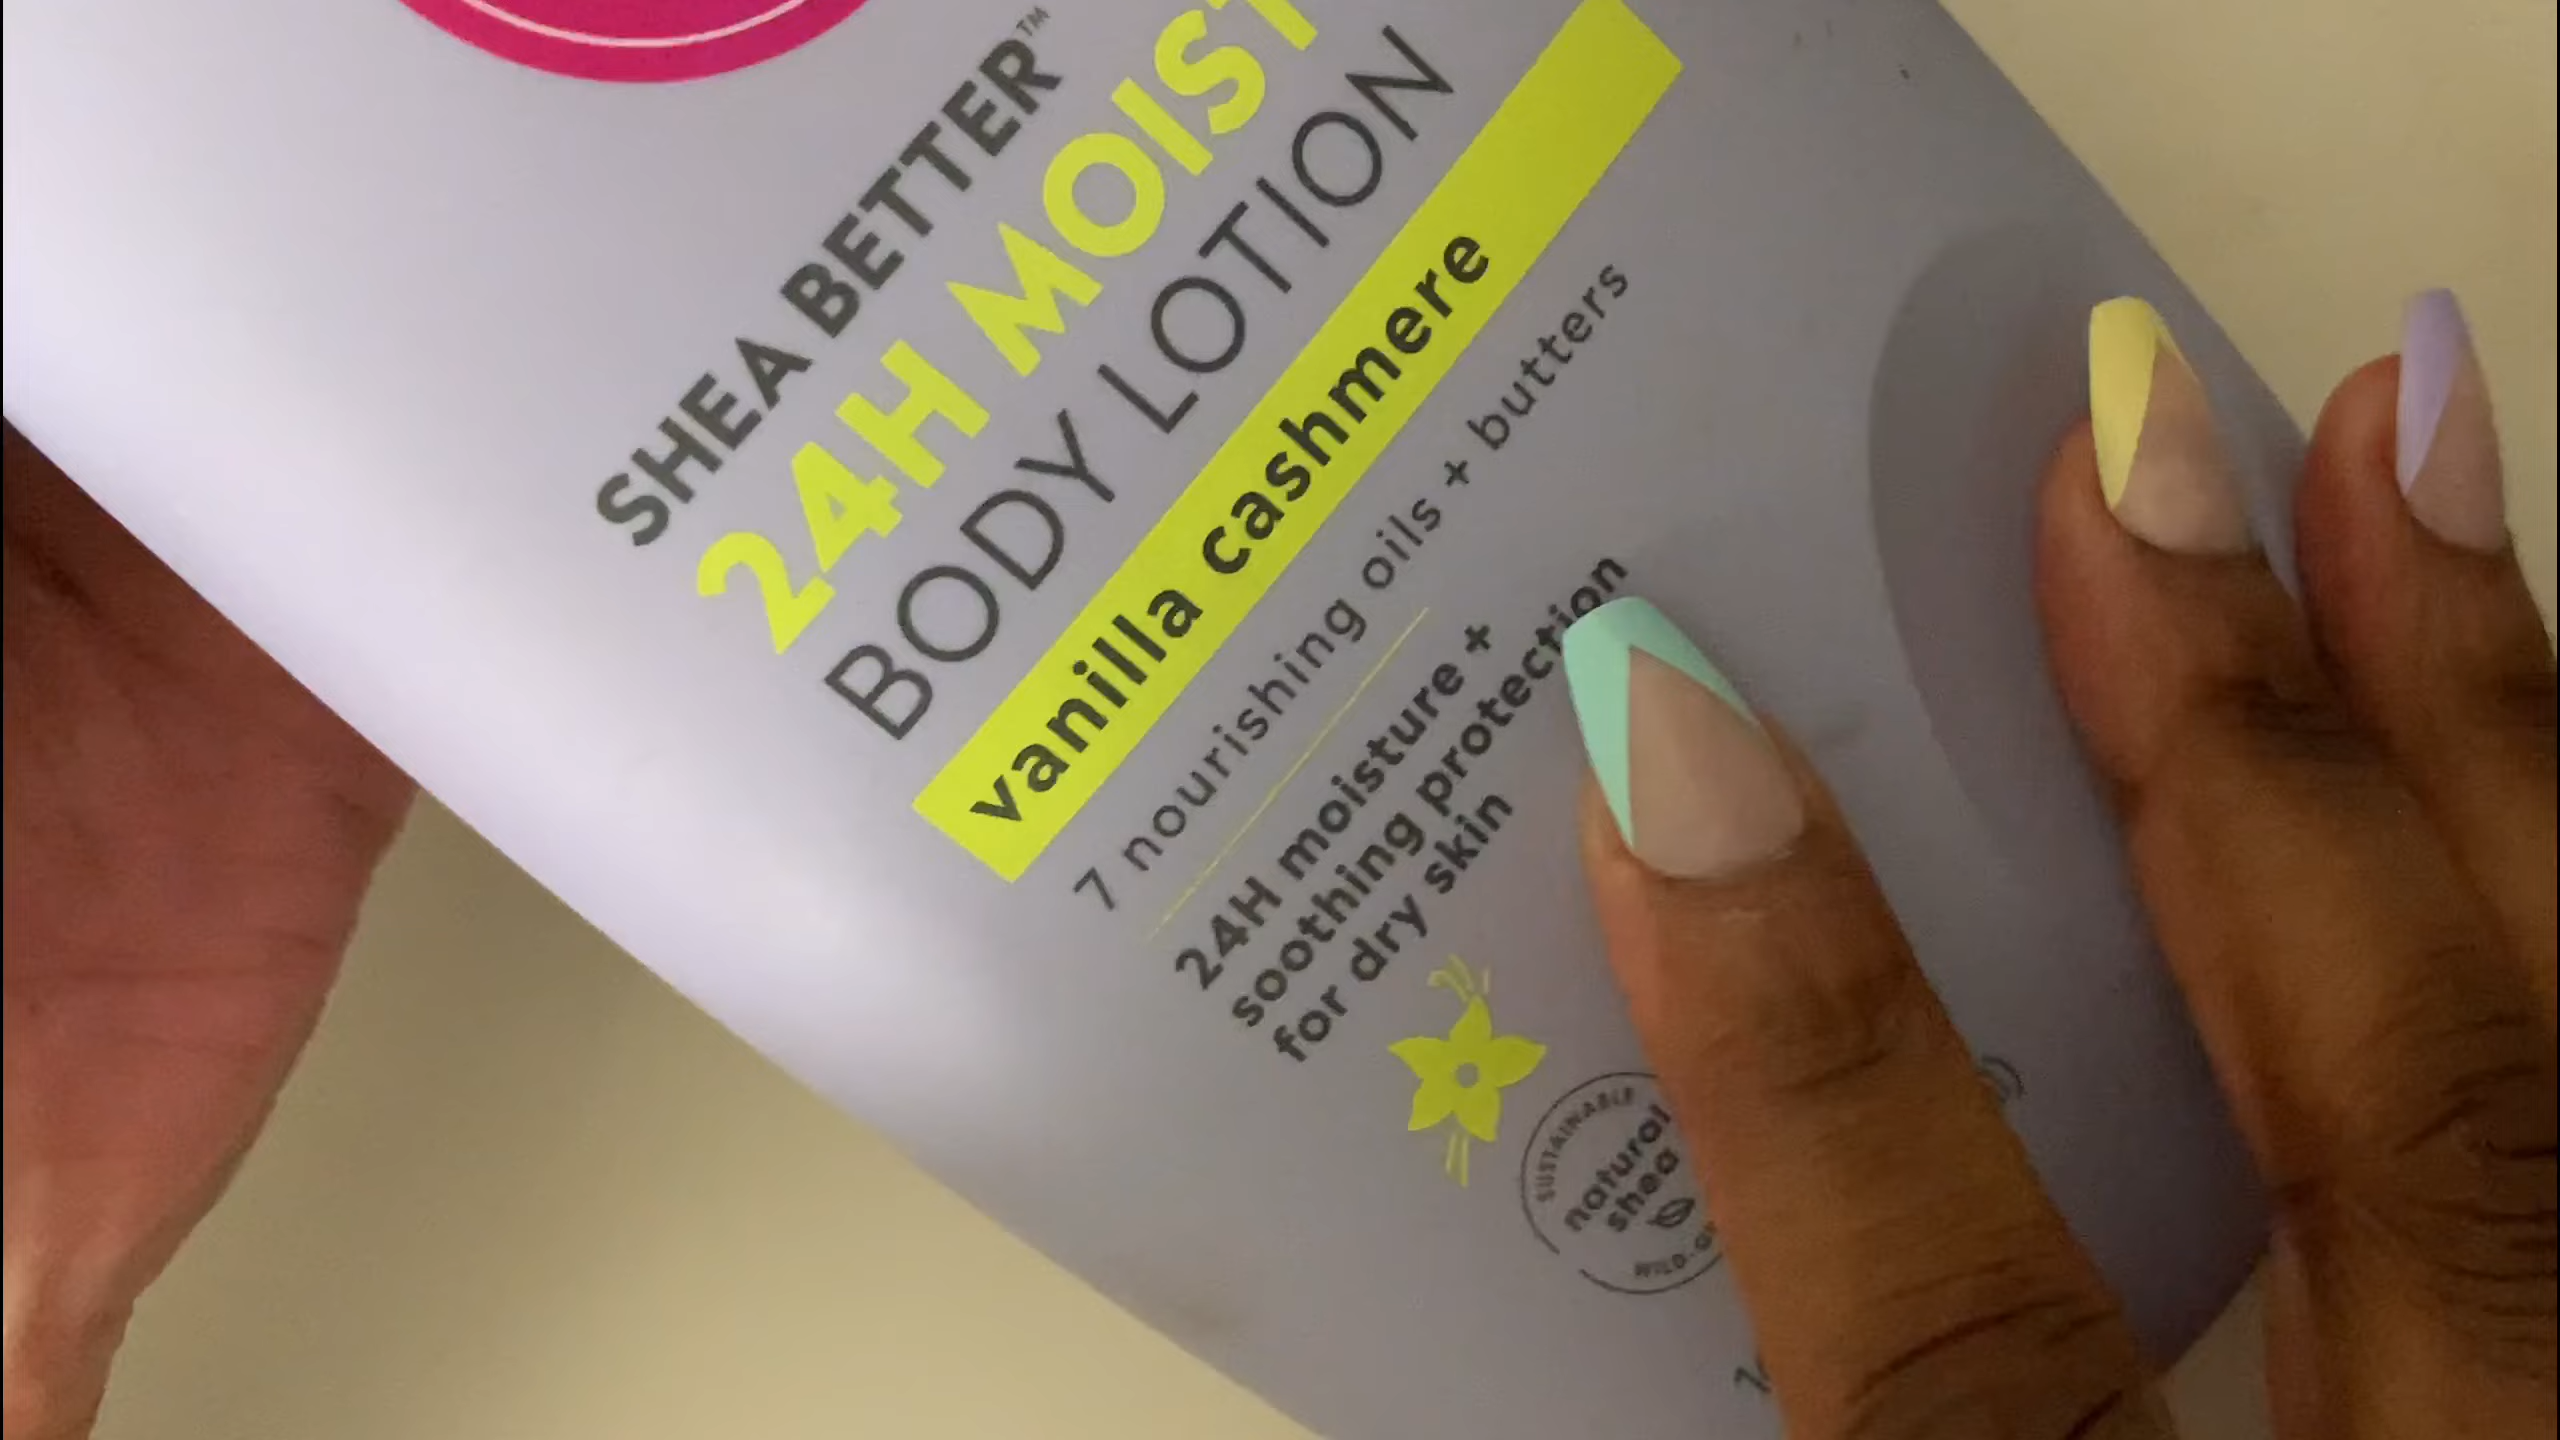 SHEA BETTER™
24H MOIST
BODY LOTION
vanilla cashmere
7 nourishing oils + butters
24H moisture +
soothing protection
for dry skin
SUSTAINABLE
natural
shea
WILD-